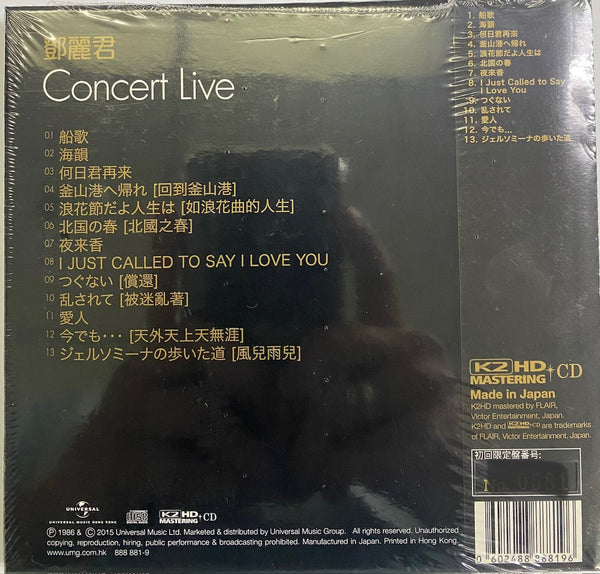 鄧麗君
Concert Live
01 船歌
02 海韻
03 何日君再来
04 釜山港へ帰れ [回到釜山港]
05 浪花節だよ人生は [如浪花曲的人生]
06 北国の春 [北國之春]
07 夜来香
08 I JUST CALLED TO SAY I LOVE YOU
09 つぐない [償還]
10 乱されて [被迷亂著]
11 愛人
12 今でも・・・ [天外天上天無涯]
13 ジェルソミーナの歩いた道 [風兒雨兒]
UNIVERSAL
UNIVERSAL MUSIC HONG KONG
K2HD MASTERING +CD
Ⓟ 1986 & Ⓒ 2015 Universal Music Ltd. Marketed & distributed by Universal Music Group. All rights reserved. Unauthorized
copying, reproduction, hiring, public performance & broadcasting prohibited. Manufactured in Japan. Printed in Hong Kong.
www.umg.com.hk 888 881-9
1. 船歌
2. 海韻
3. 何日君再来
4. 釜山港へ帰れ
5. 浪花節だよ人生は
6. 北国の春
7. 夜来香
8. I Just Called to Say
I Love You
9. つぐない
10. 乱されて
11. 愛人
12. 今でも...
13. ジェルソミーナの歩いた道
K2HD
MASTERING +CD
Made in Japan
K2HD mastered by FLAIR,
Victor Entertainment, Japan.
K2HD and K2HD MASTERING +CD are trademarks
of FLAIR, Victor Entertainment, Japan.
初回限定盤番号:
0 602488 888196